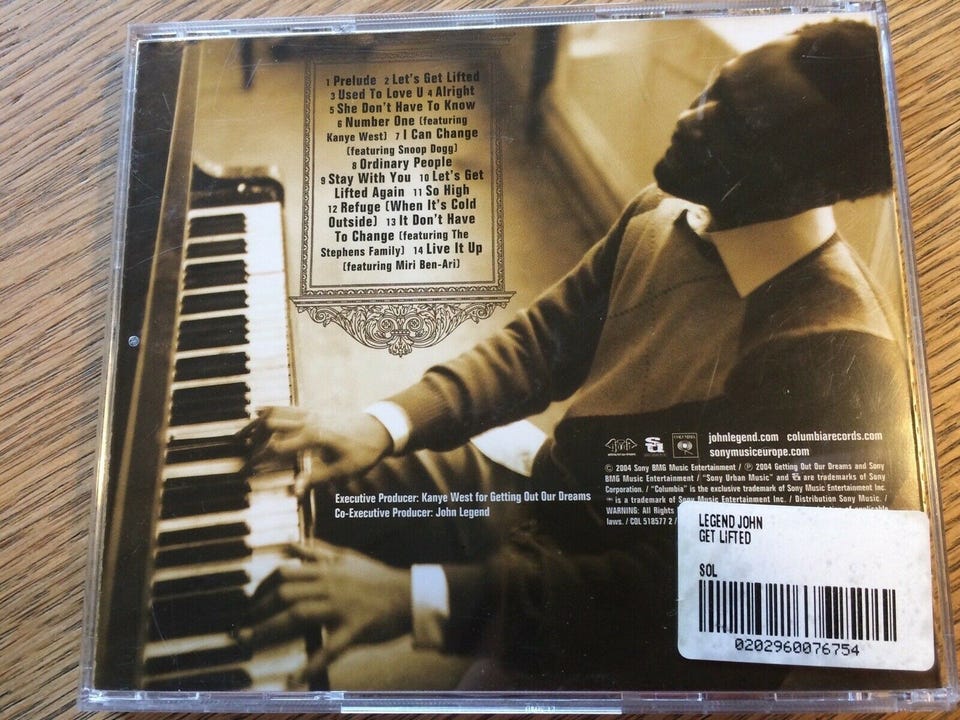 1 Prelude 2 Let's Get Lifted
3 Used To Love U 4 Alright
5 She Don't Have To Know
6 Number One (featuring
Kanye West) 7 I Can Change
(featuring Snoop Dogg)
8 Ordinary People
9 Stay With You 10 Let's Get
Lifted Again 11 So High
12 Refuge (When It's Cold
Outside) 13 It Don't Have
To Change (featuring The
Stephens Family) 14 Live It Up
(featuring Miri Ben-Ari)
COLUMBIA
johnlegend.com columbiarecords.com
sonymusiceurope.com
© 2004 Sony BMG Music Entertainment / ℗ 2004 Getting Out Our Dreams and Sony
BMG Music Entertainment / "Sony Urban Music" and are trademarks of Sony
Corporation. / "Columbia" is the exclusive trademark of Sony Music Entertainment Inc.
is a trademark of Sony Music Entertainment Inc. / Distribution Sony Music. /
WARNING: All Rights of applicable
laws. / COL 518577 2 /
Executive Producer: Kanye West for Getting Out Our Dreams
Co-Executive Producer: John Legend
LEGEND JOHN
GET LIFTED
SOL
0202960076754